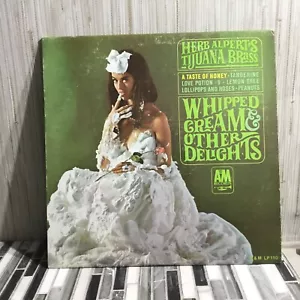 HERB ALPERT'S
TIJUANA BRASS
A TASTE OF HONEY • TANGERINE
LOVE POTION • 9 • LEMON TREE
LOLLIPOPS AND ROSES • PEANUTS
WHIPPED
CREAM &
OTHER
DELIGHTS
A&M